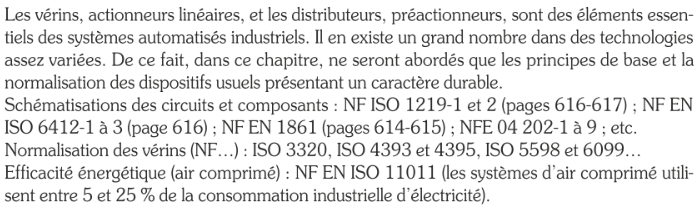 Les vérins, actionneurs linéaires, et les distributeurs, préactionneurs, sont des éléments essen-
tiels des systèmes automatisés industriels. Il en existe un grand nombre dans des technologies
assez variées. De ce fait, dans ce chapitre, ne seront abordés que les principes de base et la
normalisation des dispositifs usuels présentant un caractère durable.
Schématisations des circuits et composants : NF ISO 1219-1 et 2 (pages 616-617) ; NF EN
ISO 6412-1 à 3 (page 616) ; NF EN 1861 (pages 614-615) ; NFE 04 202-1 à 9 ; etc.
Normalisation des vérins (NF…) : ISO 3320, ISO 4393 et 4395, ISO 5598 et 6099…
Efficacité énergétique (air comprimé) : NF EN ISO 11011 (les systèmes d'air comprimé utili-
sent entre 5 et 25 % de la consommation industrielle d'électricité).